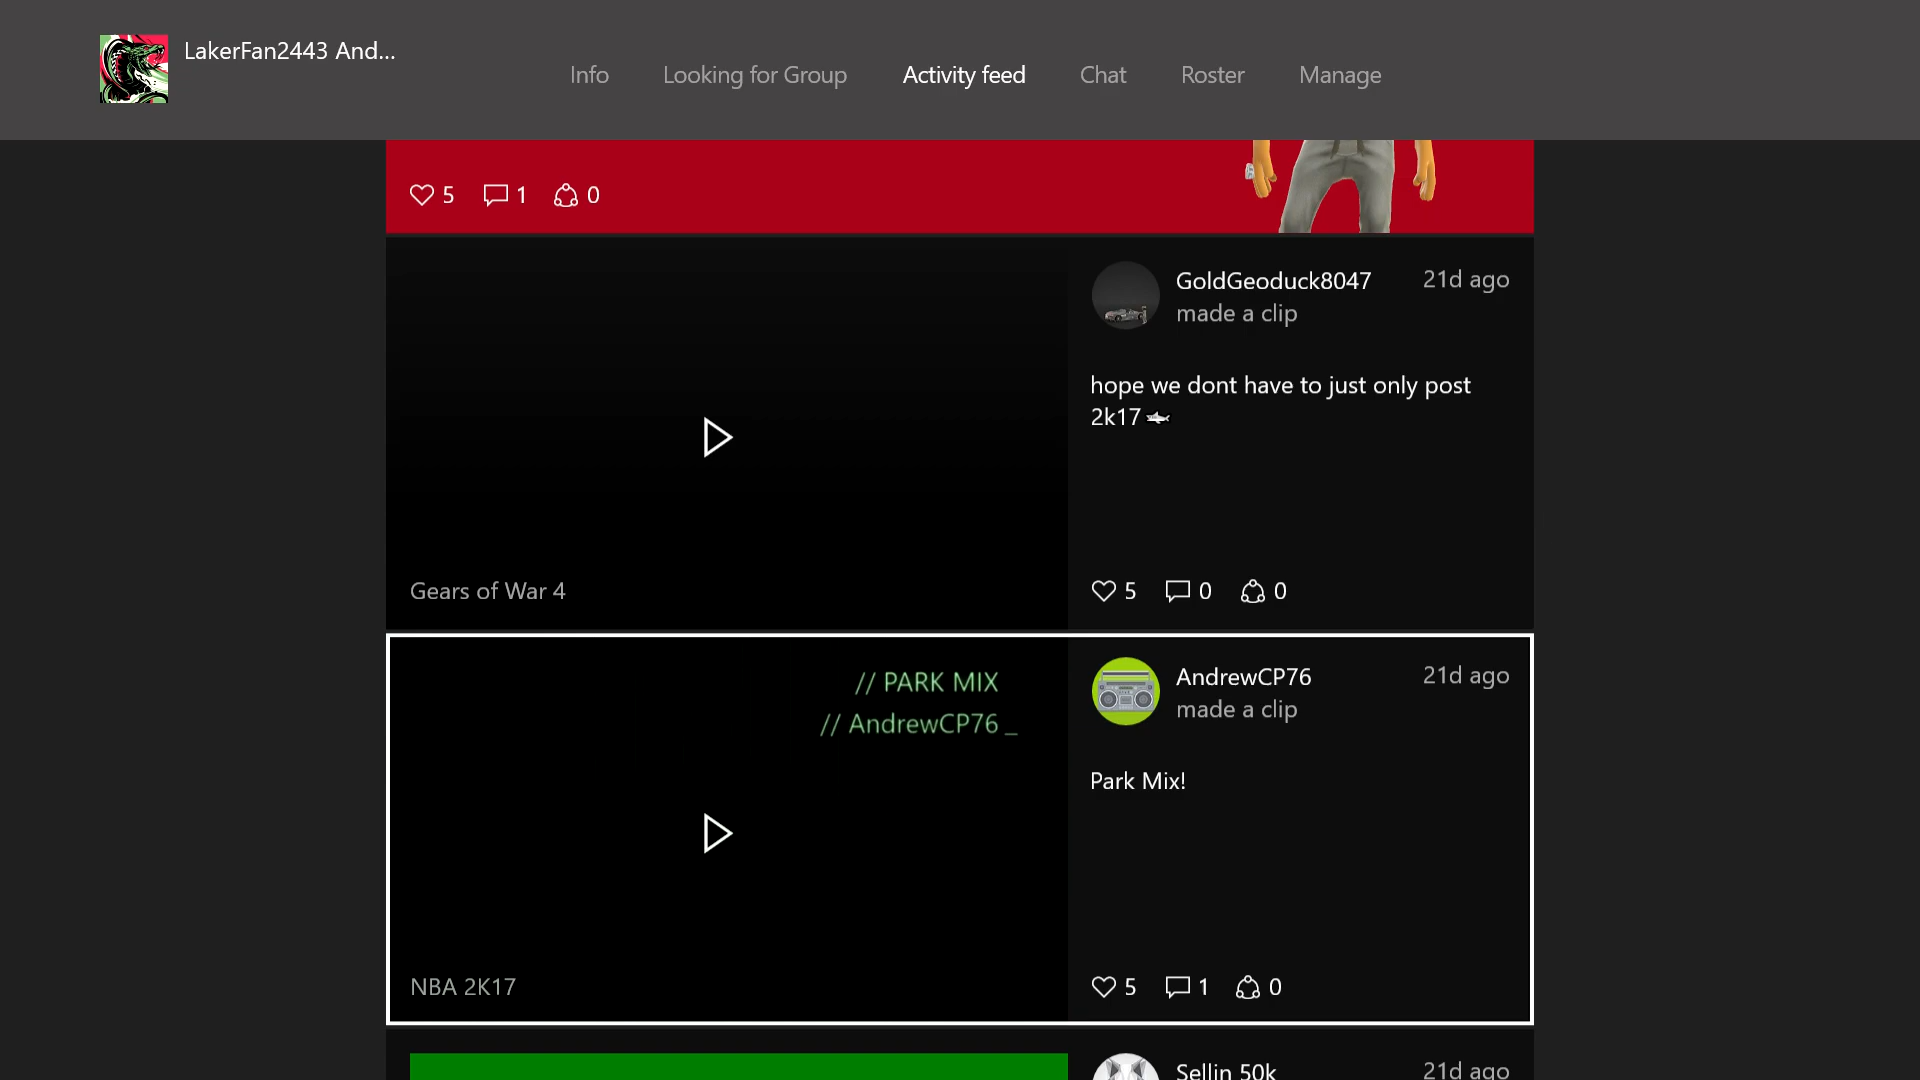 LakerFan2443 And...
Info
Looking for Group
Activity feed
Chat
Roster
Manage
5
1
0
GoldGeoduck8047
21d ago
made a clip
hope we dont have to just only post
2k17
Gears of War 4
5
0
0
// PARK MIX
// AndrewCP76 _
AndrewCP76
21d ago
made a clip
Park Mix!
NBA 2K17
5
1
0
Sellin 50k
21d ago